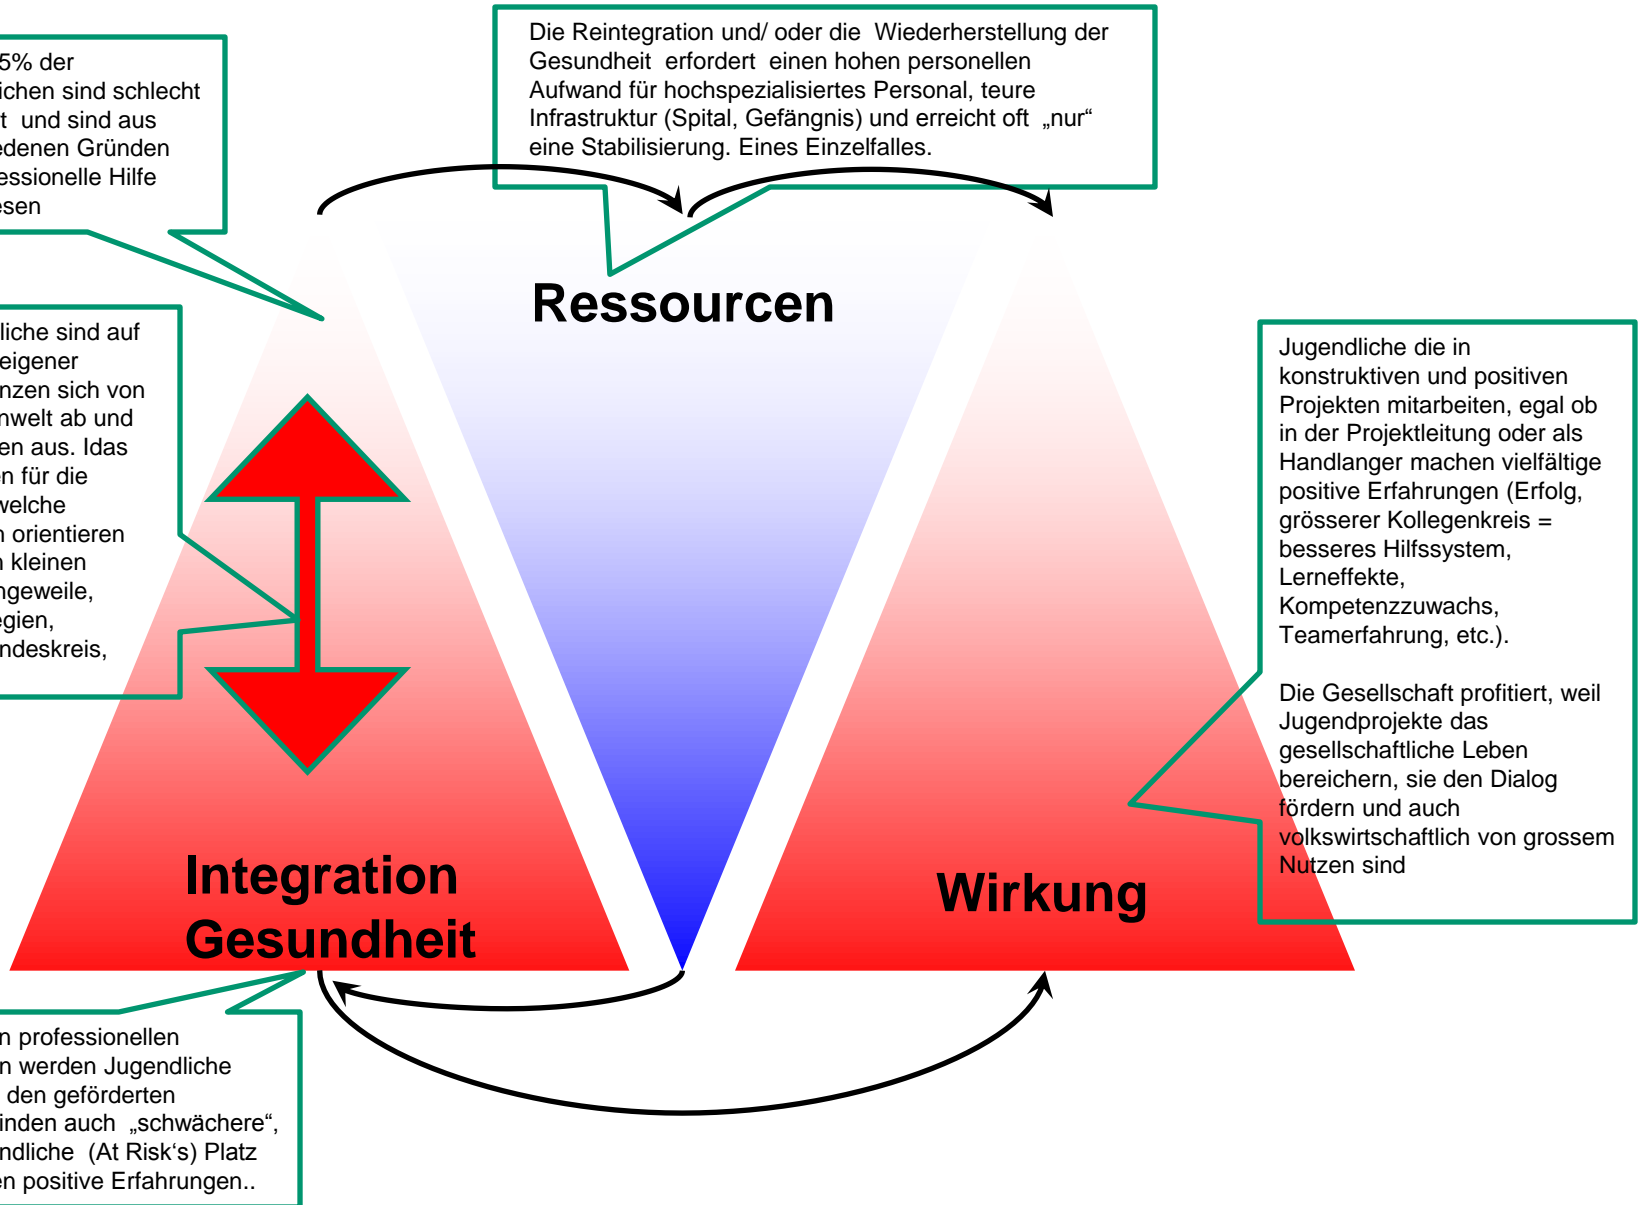 5% der
ichen sind schlecht
t und sind aus
edenen Gründen
essionelle Hilfe
esen
Die Reintegration und/ oder die Wiederherstellung der
Gesundheit erfordert einen hohen personellen
Aufwand für hochspezialisiertes Personal, teure
Infrastruktur (Spital, Gefängnis) und erreicht oft „nur“
eine Stabilisierung. Eines Einzelfalles.
Ressourcen
liche sind auf
eigener
nzen sich von
nwelt ab und
en aus. Idas
en für die
welche
n orientieren
n kleinen
ngeweile,
egien,
ndeskreis,
Jugendliche die in
konstruktiven und positiven
Projekten mitarbeiten, egal ob
in der Projektleitung oder als
Handlanger machen vielfältige
positive Erfahrungen (Erfolg,
grösserer Kollegenkreis =
besseres Hilfssystem,
Lerneffekte,
Kompetenzzuwachs,
Teamerfahrung, etc.).
Die Gesellschaft profitiert, weil
Jugendprojekte das
gesellschaftliche Leben
bereichern, sie den Dialog
fördern und auch
volkswirtschaftlich von grossem
Nutzen sind
Integration
Gesundheit
Wirkung
n professionellen
n werden Jugendliche
den geförderten
inden auch „schwächere“,
ndliche (At Risk‘s) Platz
en positive Erfahrungen..